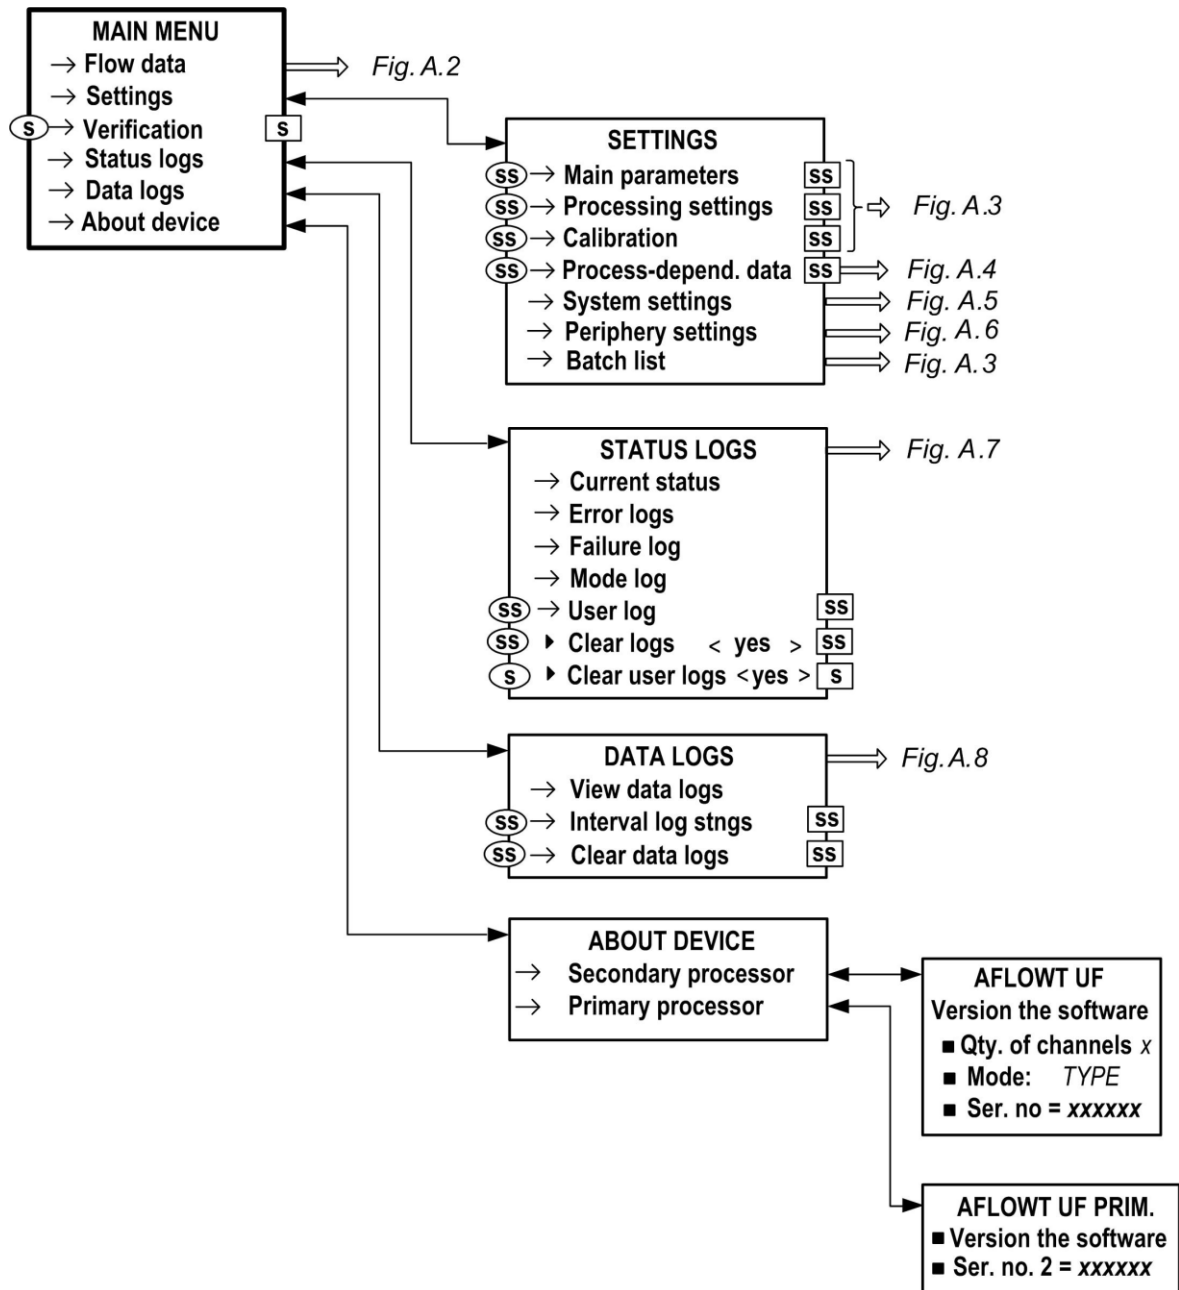 MAIN MENU
→ Flow data
Fig. A.2
→ Settings
S → Verification S
→ Status logs
→ Data logs
→ About device
SETTINGS
SS → Main parameters SS
SS → Processing settings SS
Fig. A.3
SS → Calibration SS
SS → Process-depend. data SS
Fig. A.4
→ System settings
Fig. A.5
→ Periphery settings
Fig. A.6
→ Batch list
Fig. A.3
STATUS LOGS
Fig. A.7
→ Current status
→ Error logs
→ Failure log
→ Mode log
SS → User log SS
SS ▶ Clear logs < yes > SS
S ▶ Clear user logs <yes > S
DATA LOGS
Fig. A.8
→ View data logs
SS → Interval log stngs SS
SS → Clear data logs SS
ABOUT DEVICE
→ Secondary processor
→ Primary processor
AFLOWT UF
Version the software
■ Qty. of channels x
■ Mode: TYPE
■ Ser. no = xxxxxx
AFLOWT UF PRIM.
■ Version the software
■ Ser. no. 2 = xxxxxx